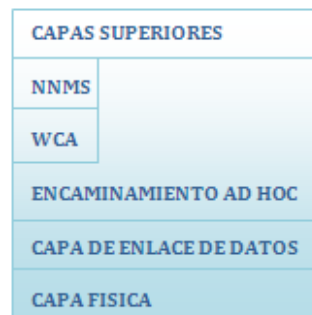 CAPAS SUPERIORES
NNMS
WCA
ENCAMINAMIENTO AD HOC
CAPA DE ENLACE DE DATOS
CAPA FISICA